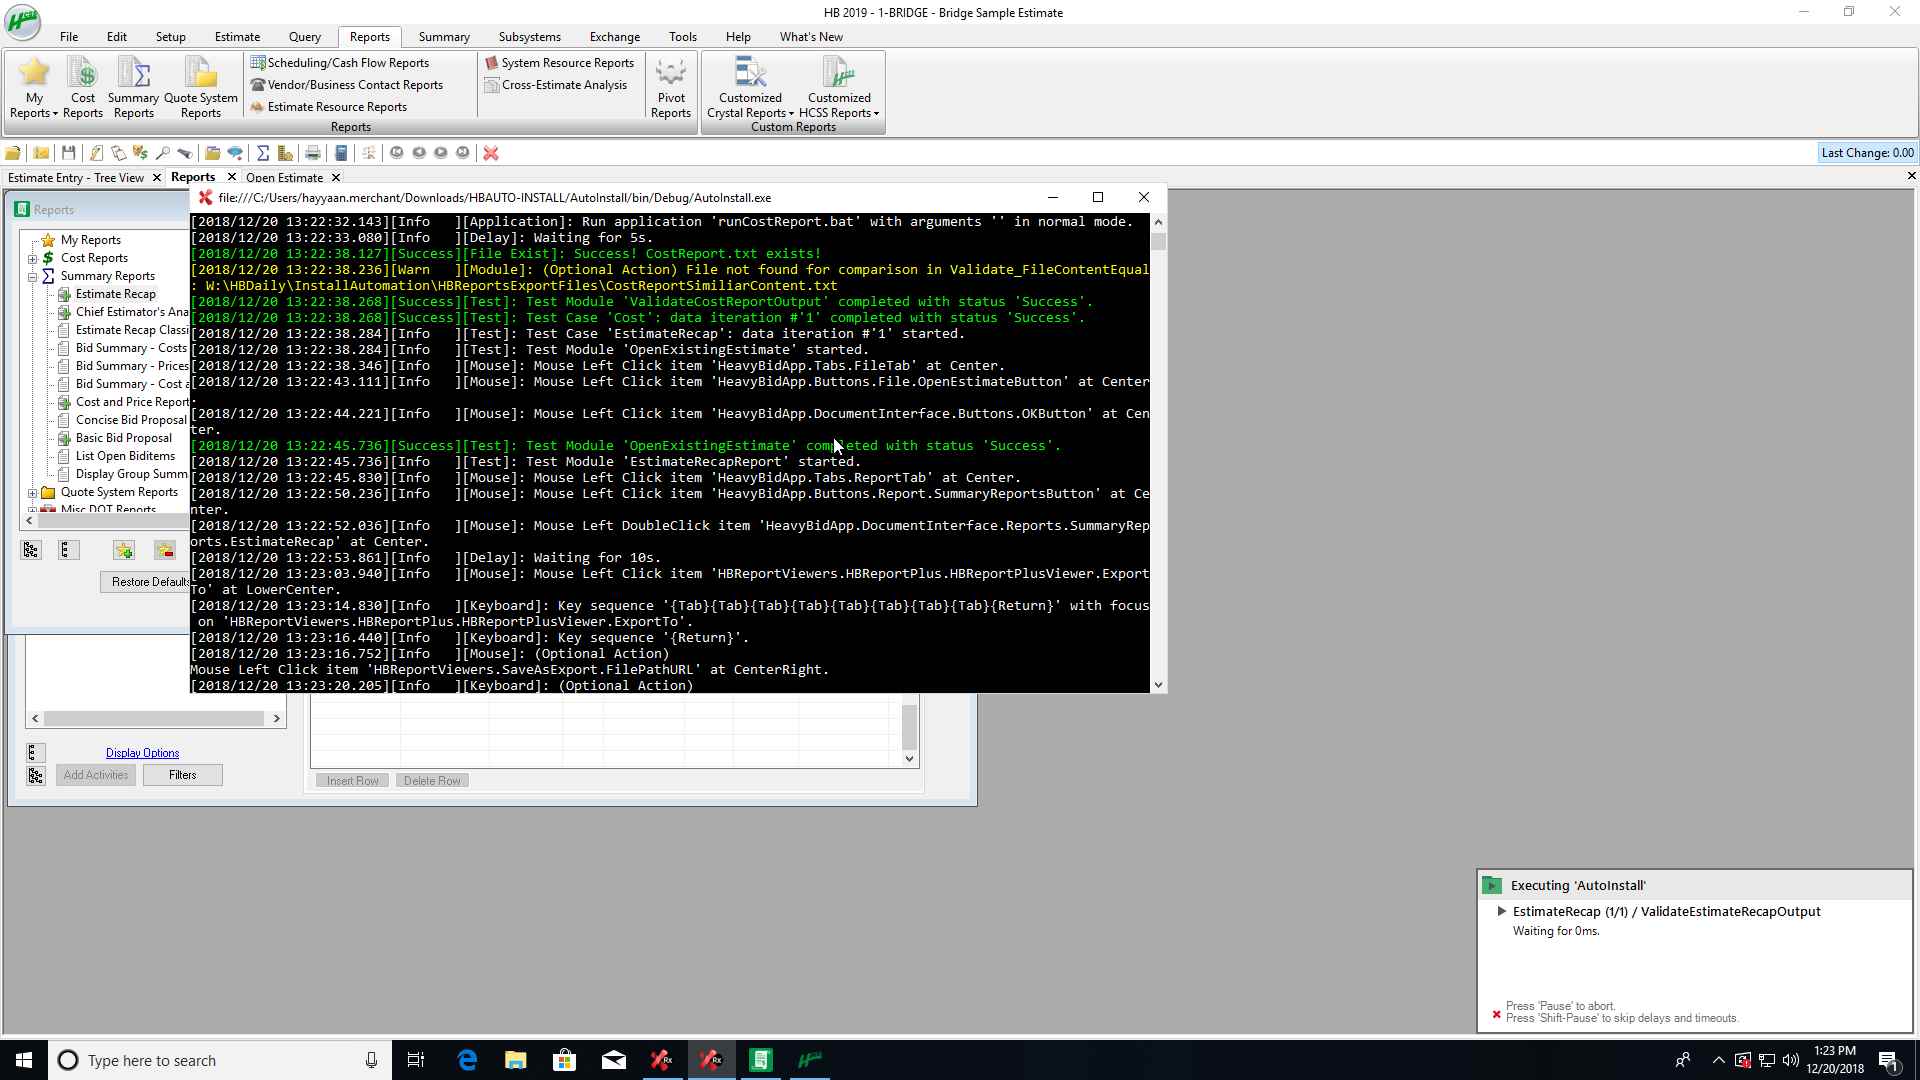 HB 2019 - 1-BRIDGE - Bridge Sample Estimate
File Edit Setup Estimate Query Reports Summary Subsystems Exchange Tools Help What's New
My Reports
Cost Reports
Summary Reports
Quote System Reports
Scheduling/Cash Flow Reports
Vendor/Business Contact Reports
Estimate Resource Reports
System Resource Reports
Cross-Estimate Analysis
Pivot Reports
Customized Crystal Reports
Customized HCSS Reports
Reports
Custom Reports
Last Change: 0.00
Estimate Entry - Tree View
Reports
Open Estimate
Reports
My Reports
Cost Reports
Summary Reports
Estimate Recap
Chief Estimator's Ana
Estimate Recap Classi
Bid Summary - Costs
Bid Summary - Prices
Bid Summary - Cost a
Cost and Price Report
Concise Bid Proposal
Basic Bid Proposal
List Open Biditems
Display Group Summ
Quote System Reports
Misc DOT Reports
Restore Defaults
file:///C:/Users/hayyaan.merchant/Downloads/HBAUTO-INSTALL/AutoInstall/bin/Debug/AutoInstall.exe
[2018/12/20 13:22:32.143][Info   ][Application]: Run application 'runCostReport.bat' with arguments '' in normal mode.
[2018/12/20 13:22:33.080][Info   ][Delay]: Waiting for 5s.
[2018/12/20 13:22:38.127][Success][File Exist]: Success! CostReport.txt exists!
[2018/12/20 13:22:38.236][Warn   ][Module]: (Optional Action) File not found for comparison in Validate_FileContentEqual
: W:\HBDaily\InstallAutomation\HBReportsExportFiles\CostReportSimiliarContent.txt
[2018/12/20 13:22:38.268][Success][Test]: Test Module 'ValidateCostReportOutput' completed with status 'Success'.
[2018/12/20 13:22:38.268][Success][Test]: Test Case 'Cost': data iteration #'1' completed with status 'Success'.
[2018/12/20 13:22:38.284][Info   ][Test]: Test Case 'EstimateRecap': data iteration #'1' started.
[2018/12/20 13:22:38.284][Info   ][Test]: Test Module 'OpenExistingEstimate' started.
[2018/12/20 13:22:38.346][Info   ][Mouse]: Mouse Left Click item 'HeavyBidApp.Tabs.FileTab' at Center.
[2018/12/20 13:22:43.111][Info   ][Mouse]: Mouse Left Click item 'HeavyBidApp.Buttons.File.OpenEstimateButton' at Center
.
[2018/12/20 13:22:44.221][Info   ][Mouse]: Mouse Left Click item 'HeavyBidApp.DocumentInterface.Buttons.OKButton' at Cen
ter.
[2018/12/20 13:22:45.736][Success][Test]: Test Module 'OpenExistingEstimate' completed with status 'Success'.
[2018/12/20 13:22:45.736][Info   ][Test]: Test Module 'EstimateRecapReport' started.
[2018/12/20 13:22:45.830][Info   ][Mouse]: Mouse Left Click item 'HeavyBidApp.Tabs.ReportTab' at Center.
[2018/12/20 13:22:50.236][Info   ][Mouse]: Mouse Left Click item 'HeavyBidApp.Buttons.Report.SummaryReportsButton' at Ce
nter.
[2018/12/20 13:22:52.036][Info   ][Mouse]: Mouse Left DoubleClick item 'HeavyBidApp.DocumentInterface.Reports.SummaryRep
orts.EstimateRecap' at Center.
[2018/12/20 13:22:53.861][Info   ][Delay]: Waiting for 10s.
[2018/12/20 13:23:03.940][Info   ][Mouse]: Mouse Left Click item 'HBReportViewers.HBReportPlus.HBReportPlusViewer.Export
To' at LowerCenter.
[2018/12/20 13:23:14.830][Info   ][Keyboard]: Key sequence '{Tab}{Tab}{Tab}{Tab}{Tab}{Tab}{Tab}{Tab}{Return}' with focus
 on 'HBReportViewers.HBReportPlus.HBReportPlusViewer.ExportTo'.
[2018/12/20 13:23:16.440][Info   ][Keyboard]: Key sequence '{Return}'.
[2018/12/20 13:23:16.752][Info   ][Mouse]: (Optional Action)
Mouse Left Click item 'HBReportViewers.SaveAsExport.FilePathURL' at CenterRight.
[2018/12/20 13:23:20.205][Info   ][Keyboard]: (Optional Action)
Display Options
Add Activities
Filters
Insert Row
Delete Row
Executing 'AutoInstall'
EstimateRecap (1/1) / ValidateEstimateRecapOutput
Waiting for 0ms.
Press 'Pause' to abort.
Press 'Shift-Pause' to skip delays and timeouts.
Type here to search
1:23 PM
12/20/2018
1